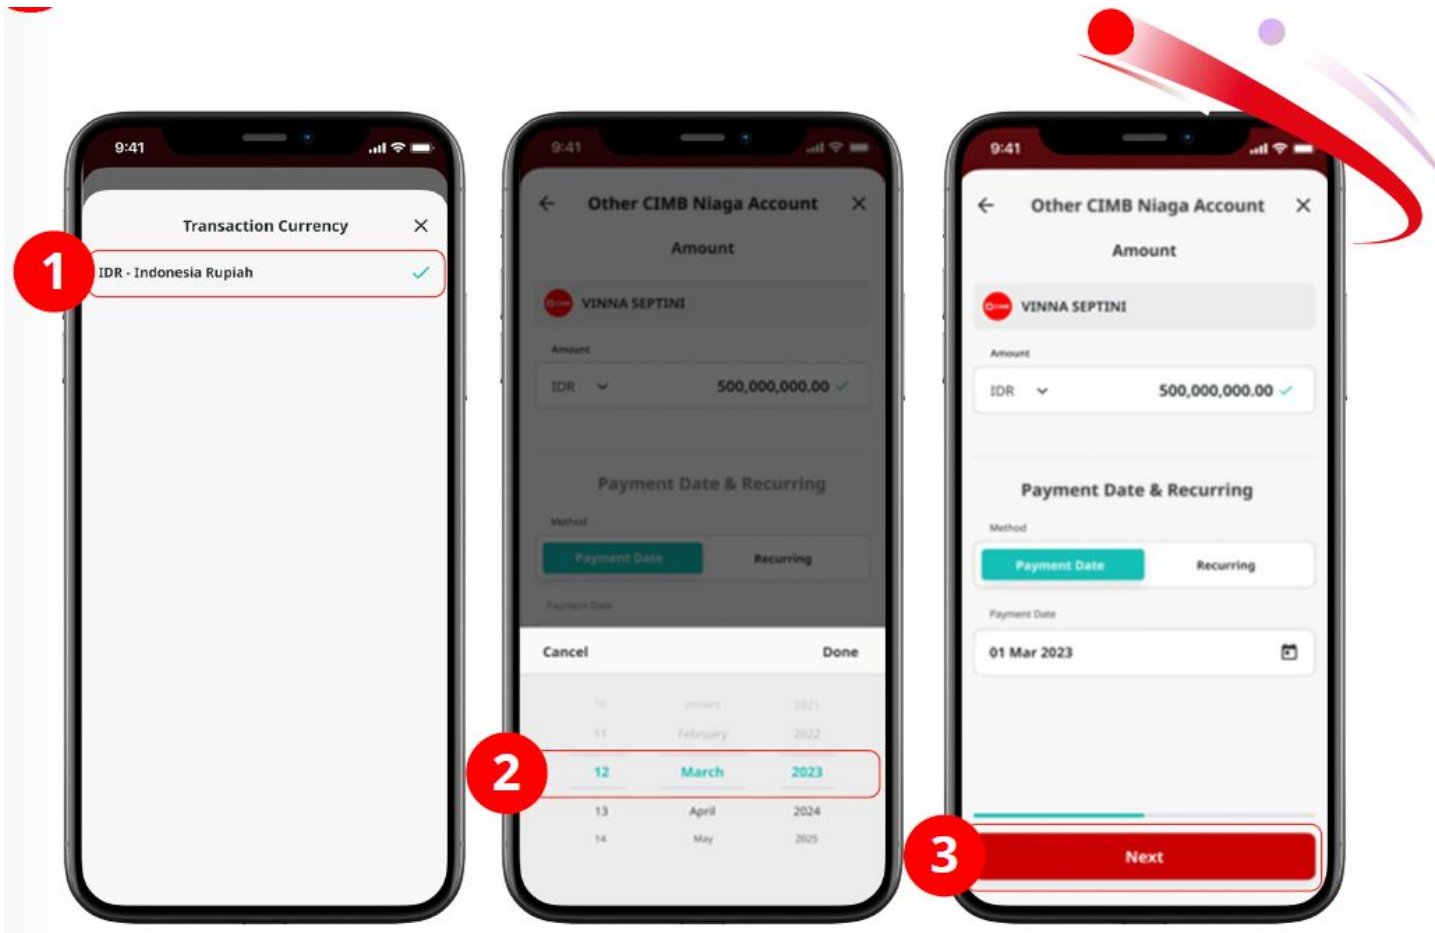 1
9:41
Transaction Currency
IDR - Indonesia Rupiah
2
9:41
Other CIMB Niaga Account
Amount
VINNA SEPTINI
Amount
IDR 500,000,000.00
Payment Date & Recurring
Method
Payment Date Recurring
Payment Date
Cancel Done
10 January 2021
11 February 2022
12 March 2023
13 April 2024
14 May 2025
3
9:41
Other CIMB Niaga Account
Amount
VINNA SEPTINI
Amount
IDR 500,000,000.00
Payment Date & Recurring
Method
Payment Date Recurring
Payment Date
01 Mar 2023
Next